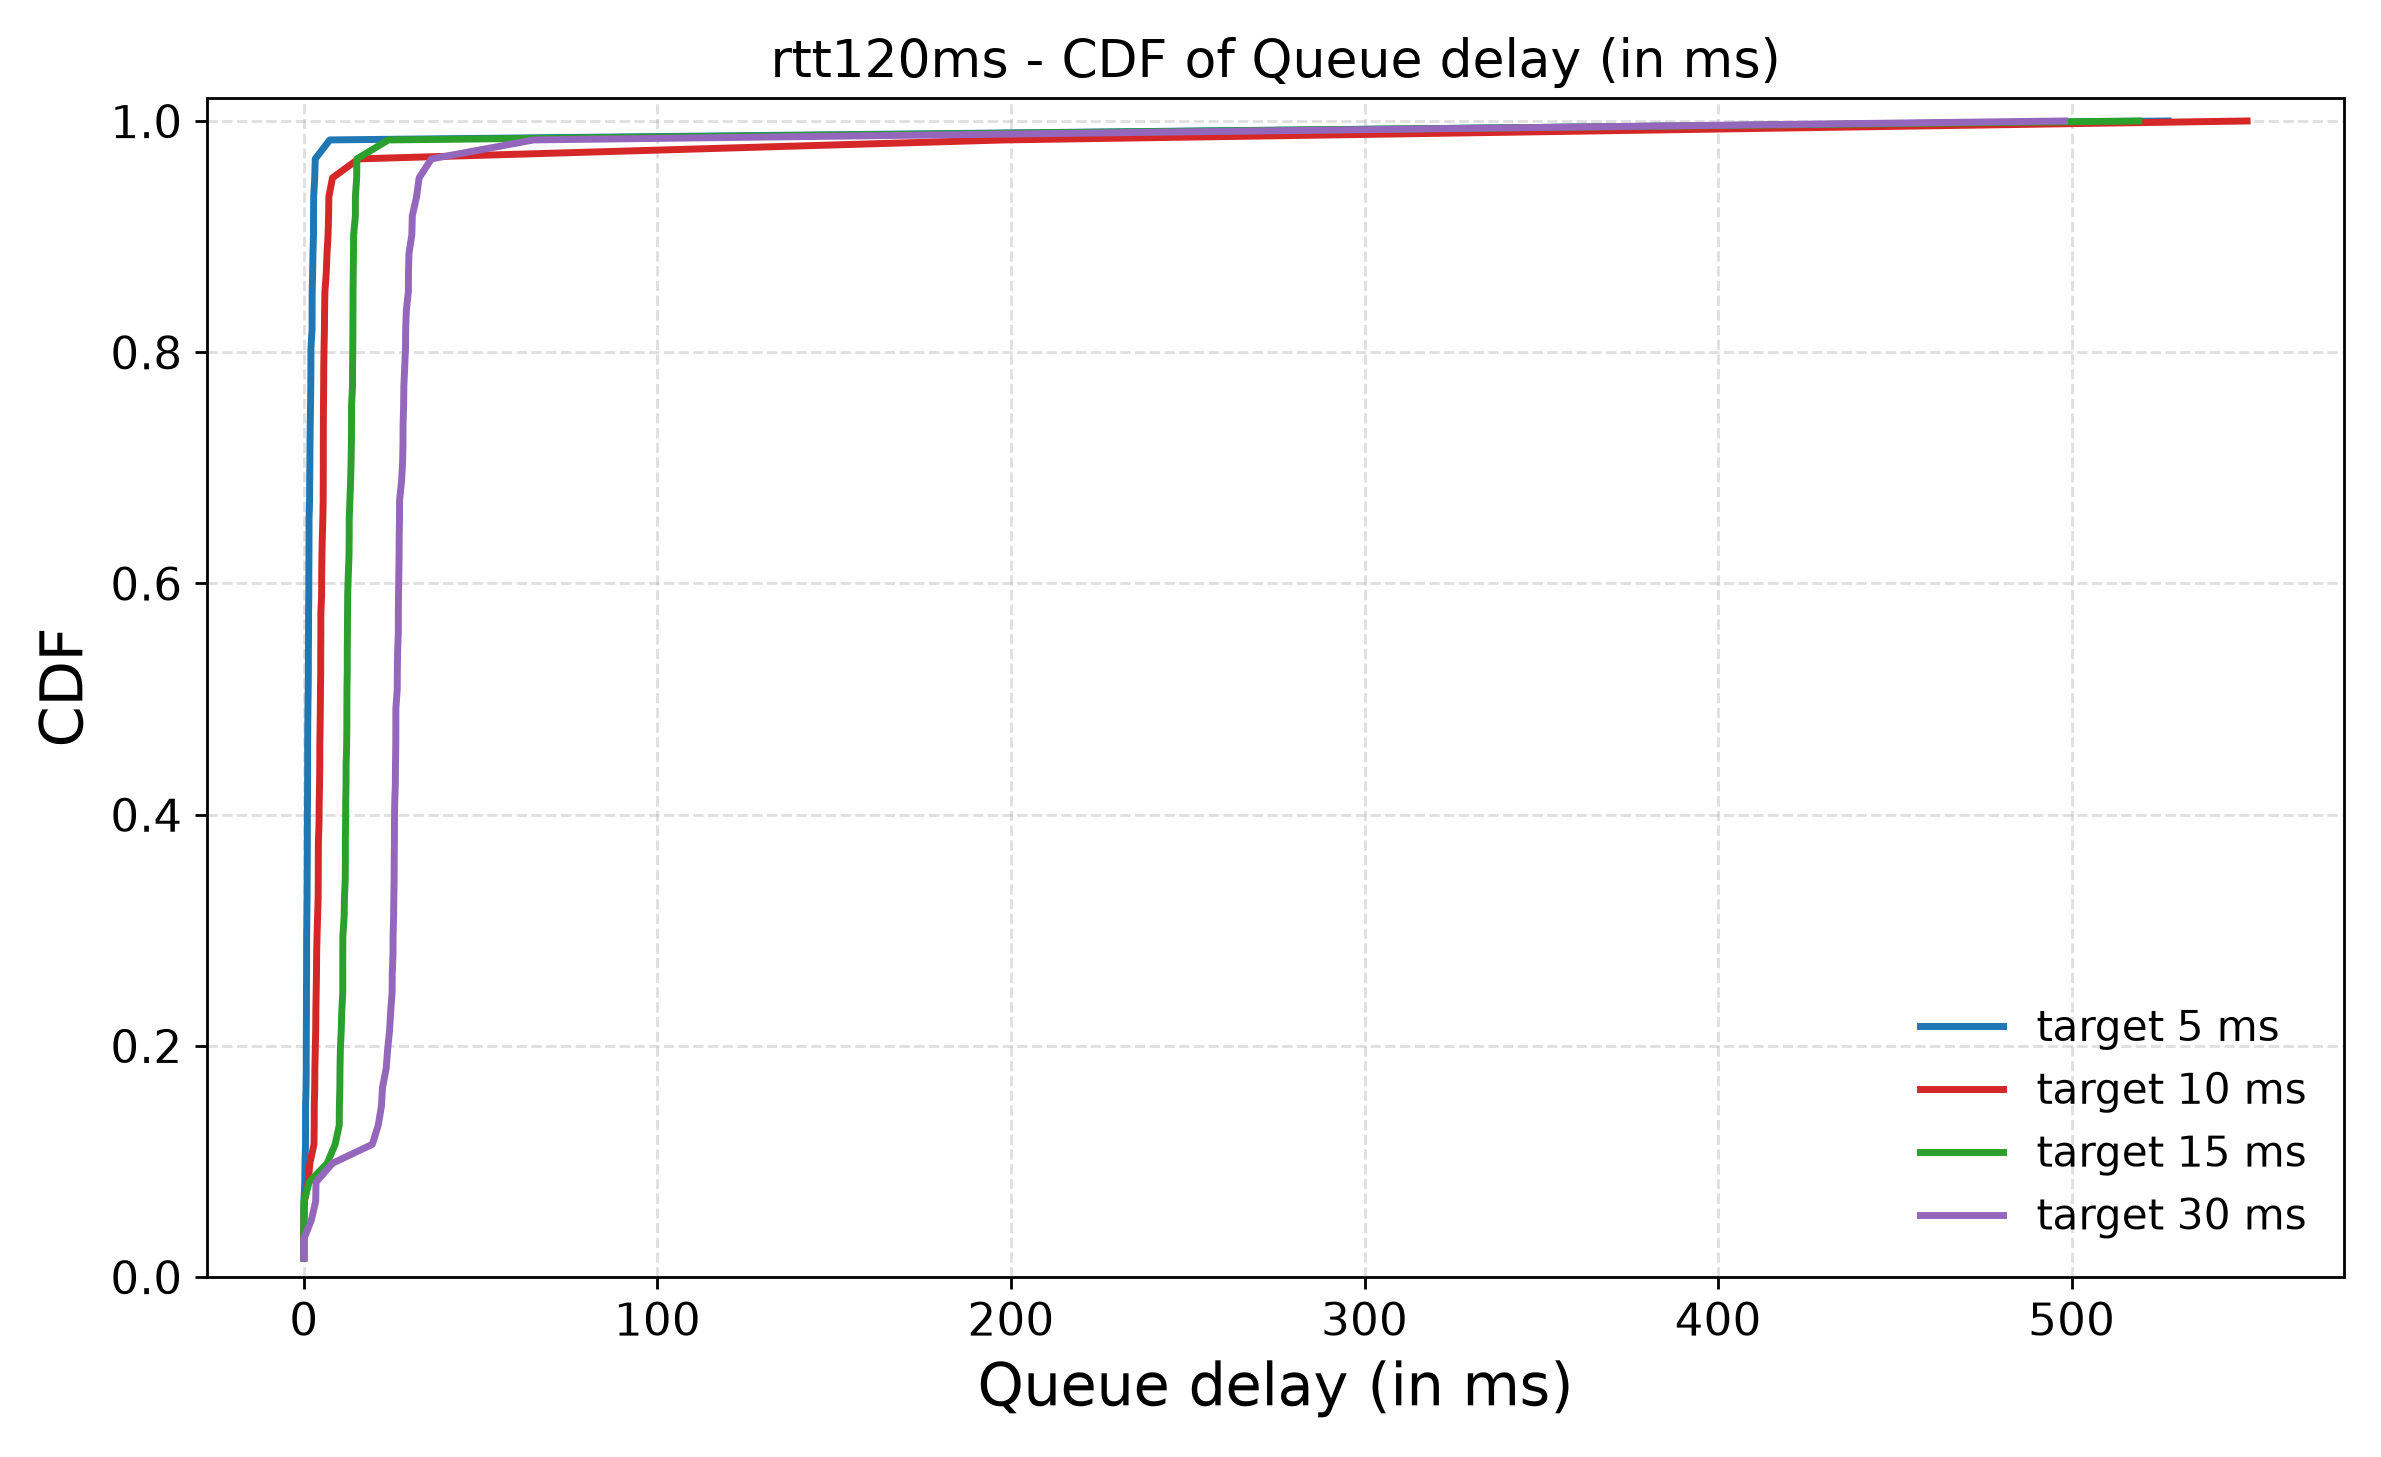 rtt120ms - CDF of Queue delay (in ms)
1.0
0.8
0.6
0.4
0.2
0.0
CDF
target 5 ms
target 10 ms
target 15 ms
target 30 ms
0 100 200 300 400 500
Queue delay (in ms)